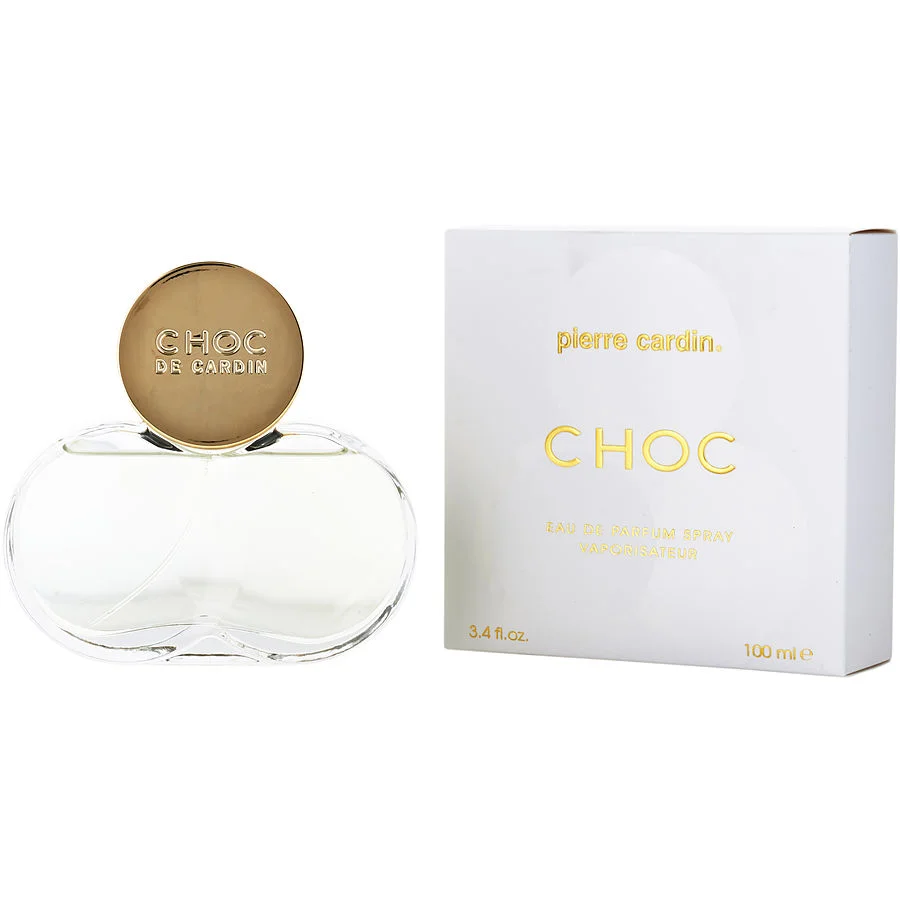 CHOC
DE CARDIN
pierre cardin.
CHOC
EAU DE PARFUM SPRAY
VAPORISATEUR
3.4 fl.oz.
100 ml e